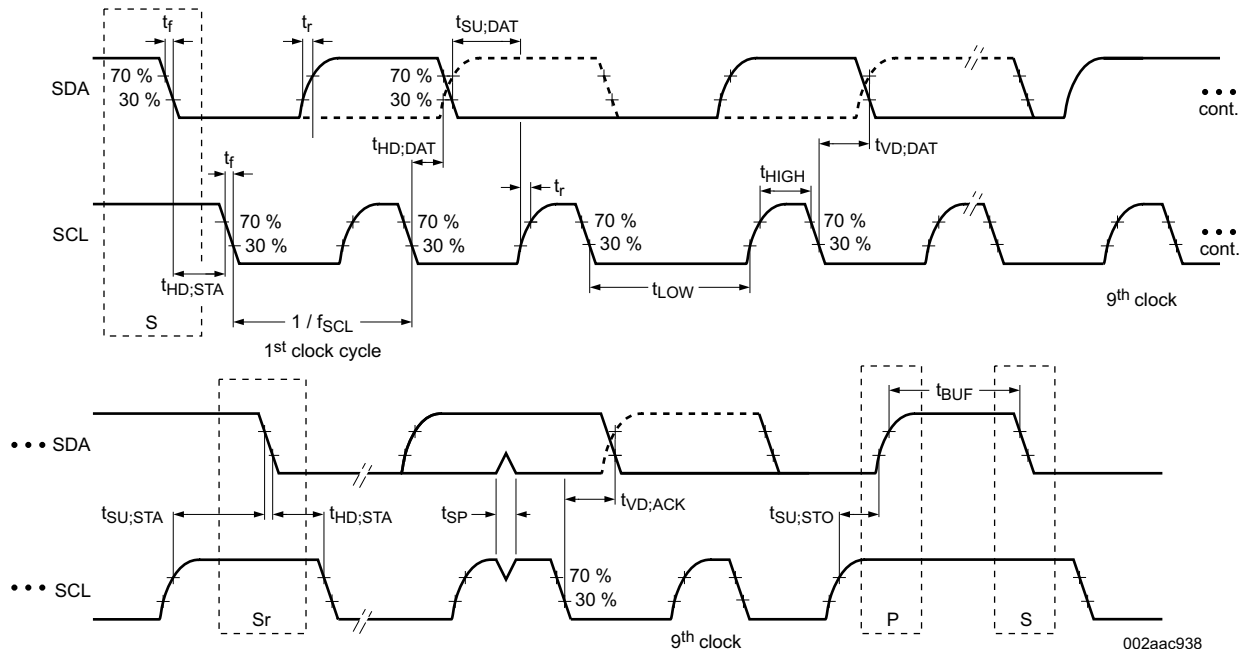 tf
tr
tSU;DAT
70 %
30 %
SDA
70 %
30 %
••• cont.
tHD;DAT
tVD;DAT
tf
tr
tHIGH
SCL
70 %
30 %
70 %
30 %
70 %
30 %
70 %
30 %
••• cont.
tHD;STA
tLOW
9th clock
S
1 / fSCL
1st clock cycle
tBUF
••• SDA
tSU;STA
tHD;STA
tSP
tVD;ACK
tSU;STO
••• SCL
70 %
30 %
Sr
9th clock
P
S
002aac938